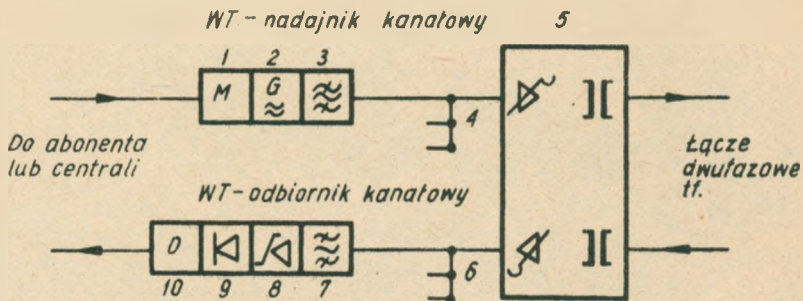 WT-nadajnik kanałowy 5
1 2 3
M G
4
Do abonenta
lub centrali
Łącze
dwufazowe
tf.
WT-odbiornik kanałowy
D
6
10 9 8 7